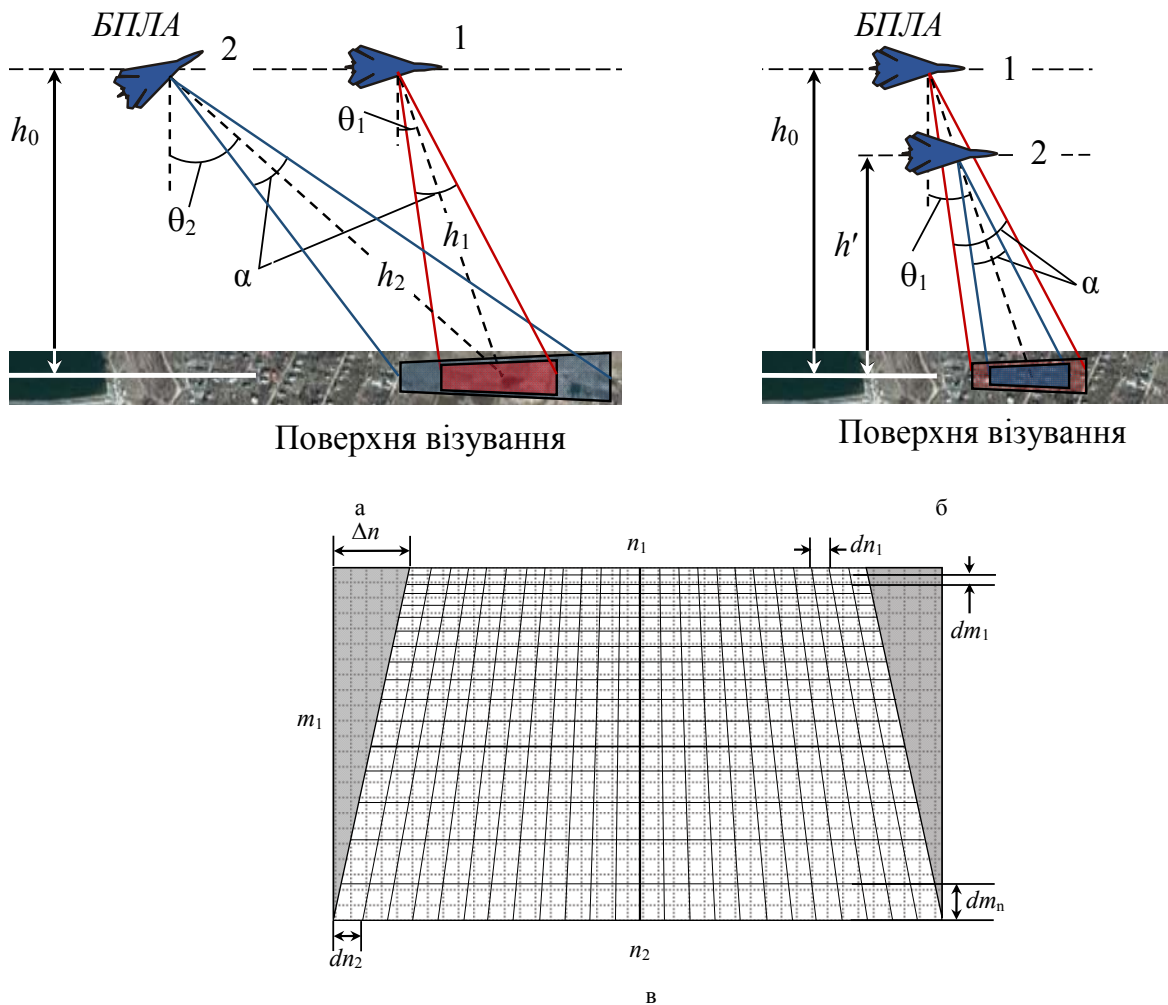 БПЛА
2
1
h₀
θ₁
θ₂
α
h₁
h₂
Поверхня візування
БПЛА
1
2
h₀
h′
θ₁
α
Поверхня візування
а
б
Δn
n₁
dn₁
dm₁
m₁
dmₙ
dn₂
n₂
в